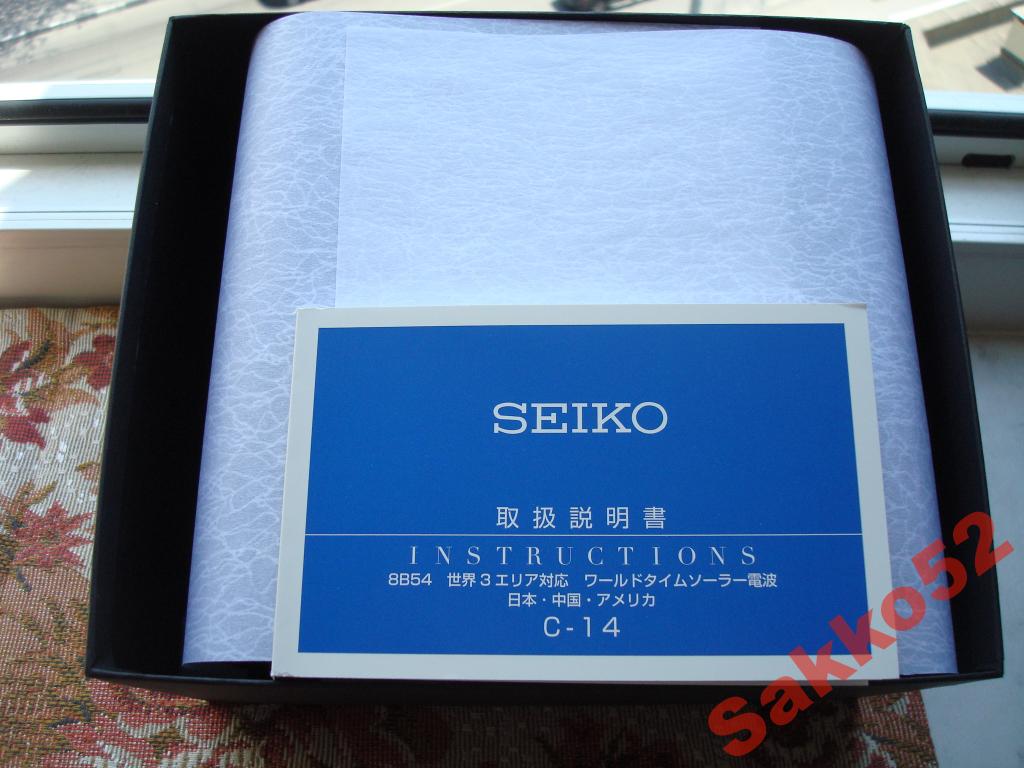 SEIKO
取扱説明書
INSTRUCTIONS
8B54 世界3エリア対応 ワールドタイムソーラー電波
日本・中国・アメリカ
C-14
Sakko52